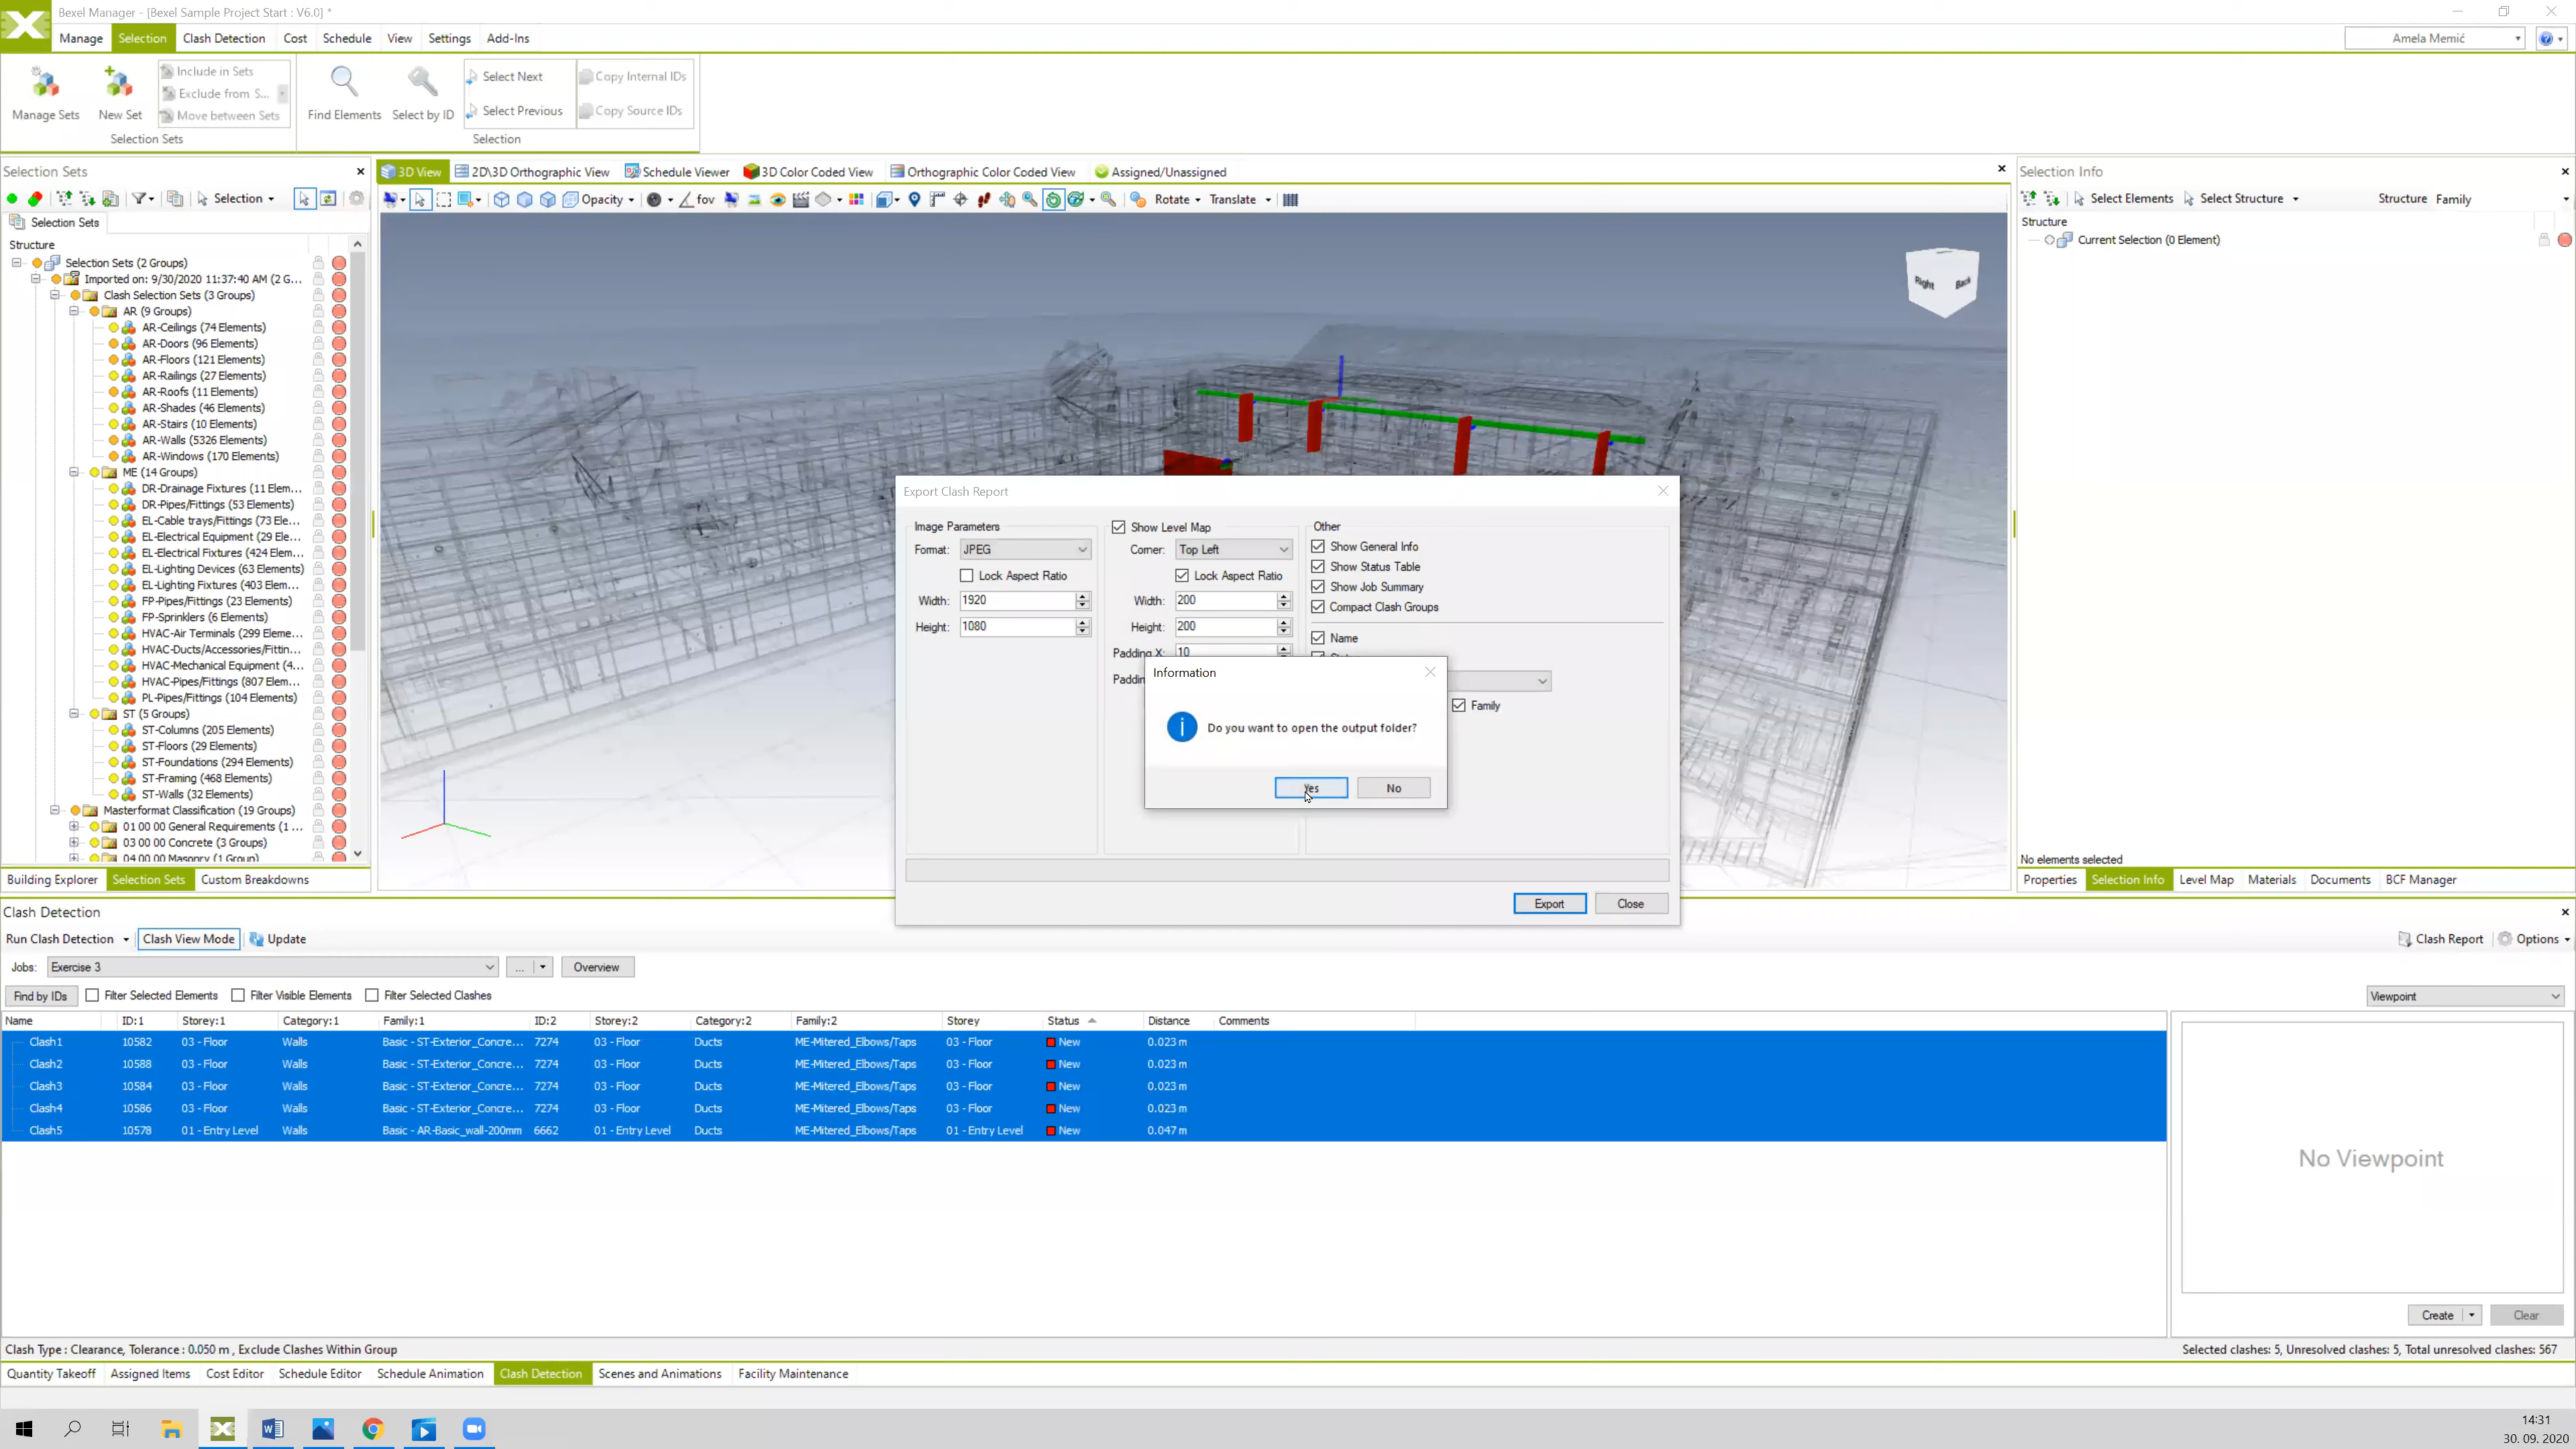 Bexel Manager - [Bexel Sample Project Start : V6.0] *
Manage Selection Clash Detection Cost Schedule View Settings Add-Ins
Amela Memić
Manage Sets
New Set
Include in Sets
Exclude from S...
Move between Sets
Selection Sets
Find Elements
Select by ID
Select Next
Select Previous
Copy Internal IDs
Copy Source IDs
Selection
Selection Sets
Selection
Selection Sets
Structure
Selection Sets (2 Groups)
Imported on: 9/30/2020 11:37:40 AM (2 G...
Clash Selection Sets (3 Groups)
AR (9 Groups)
AR-Ceilings (74 Elements)
AR-Doors (96 Elements)
AR-Floors (121 Elements)
AR-Railings (27 Elements)
AR-Roofs (11 Elements)
AR-Shades (46 Elements)
AR-Stairs (10 Elements)
AR-Walls (5326 Elements)
AR-Windows (170 Elements)
ME (14 Groups)
DR-Drainage Fixtures (11 Elem...
DR-Pipes/Fittings (53 Elements)
EL-Cable trays/Fittings (73 Ele...
EL-Electrical Equipment (29 Ele...
EL-Electrical Fixtures (424 Elem...
EL-Lighting Devices (63 Elements)
EL-Lighting Fixtures (403 Elem...
FP-Pipes/Fittings (23 Elements)
FP-Sprinklers (6 Elements)
HVAC-Air Terminals (299 Eleme...
HVAC-Ducts/Accessories/Fittin...
HVAC-Mechanical Equipment (4...
HVAC-Pipes/Fittings (807 Elem...
PL-Pipes/Fittings (104 Elements)
ST (5 Groups)
ST-Columns (205 Elements)
ST-Floors (29 Elements)
ST-Foundations (294 Elements)
ST-Framing (468 Elements)
ST-Walls (32 Elements)
Masterformat Classification (19 Groups)
01 00 00 General Requirements (1 ...
03 00 00 Concrete (3 Groups)
04 00 00 Masonry (1 Group)
Building Explorer Selection Sets Custom Breakdowns
3D View 2D\3D Orthographic View Schedule Viewer 3D Color Coded View Orthographic Color Coded View Assigned/Unassigned
Opacity fov Rotate Translate
Right Back
Selection Info
Select Elements Select Structure Structure Family
Structure
Current Selection (0 Element)
No elements selected
Properties Selection Info Level Map Materials Documents BCF Manager
Export Clash Report
Image Parameters
Format: JPEG
Lock Aspect Ratio
Width: 1920
Height: 1080
Show Level Map
Corner: Top Left
Lock Aspect Ratio
Width: 200
Height: 200
Padding X: 10
Paddin
Other
Show General Info
Show Status Table
Show Job Summary
Compact Clash Groups
Name
Family
Information
Do you want to open the output folder?
Yes No
Export Close
Clash Detection
Run Clash Detection Clash View Mode Update
Clash Report Options
Jobs: Exercise 3 ... Overview
Find by IDs Filter Selected Elements Filter Visible Elements Filter Selected Clashes
Viewpoint
Name ID:1 Storey:1 Category:1 Family:1 ID:2 Storey:2 Category:2 Family:2 Storey Status Distance Comments
Clash1 10582 03 - Floor Walls Basic - ST-Exterior_Concre... 7274 03 - Floor Ducts ME-Mitered_Elbows/Taps 03 - Floor New 0.023 m
Clash2 10588 03 - Floor Walls Basic - ST-Exterior_Concre... 7274 03 - Floor Ducts ME-Mitered_Elbows/Taps 03 - Floor New 0.023 m
Clash3 10584 03 - Floor Walls Basic - ST-Exterior_Concre... 7274 03 - Floor Ducts ME-Mitered_Elbows/Taps 03 - Floor New 0.023 m
Clash4 10586 03 - Floor Walls Basic - ST-Exterior_Concre... 7274 03 - Floor Ducts ME-Mitered_Elbows/Taps 03 - Floor New 0.023 m
Clash5 10578 01 - Entry Level Walls Basic - AR-Basic_wall-200mm 6662 01 - Entry Level Ducts ME-Mitered_Elbows/Taps 01 - Entry Level New 0.047 m
No Viewpoint
Create Clear
Clash Type : Clearance, Tolerance : 0.050 m , Exclude Clashes Within Group
Selected clashes: 5, Unresolved clashes: 5, Total unresolved clashes: 567
Quantity Takeoff Assigned Items Cost Editor Schedule Editor Schedule Animation Clash Detection Scenes and Animations Facility Maintenance
14:31
30. 09. 2020